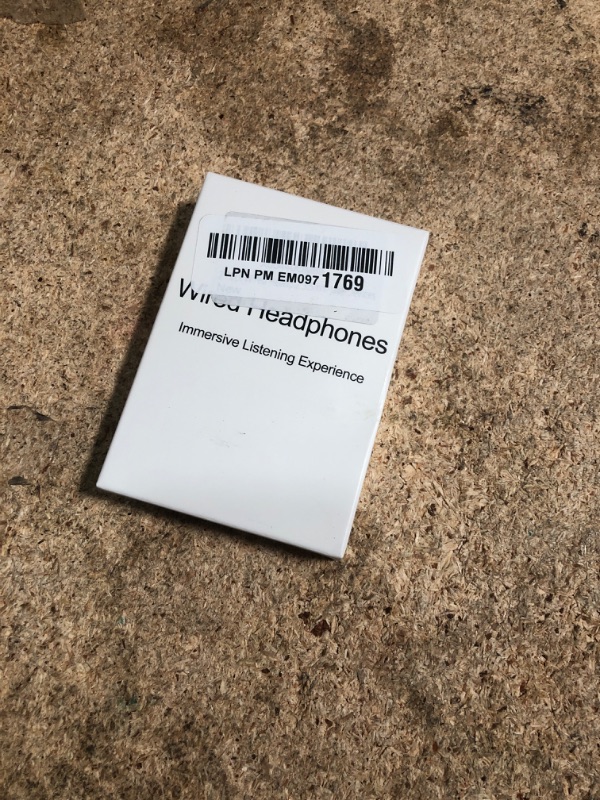 LPN PM EM097 1769
Wired Headphones
Immersive Listening Experience